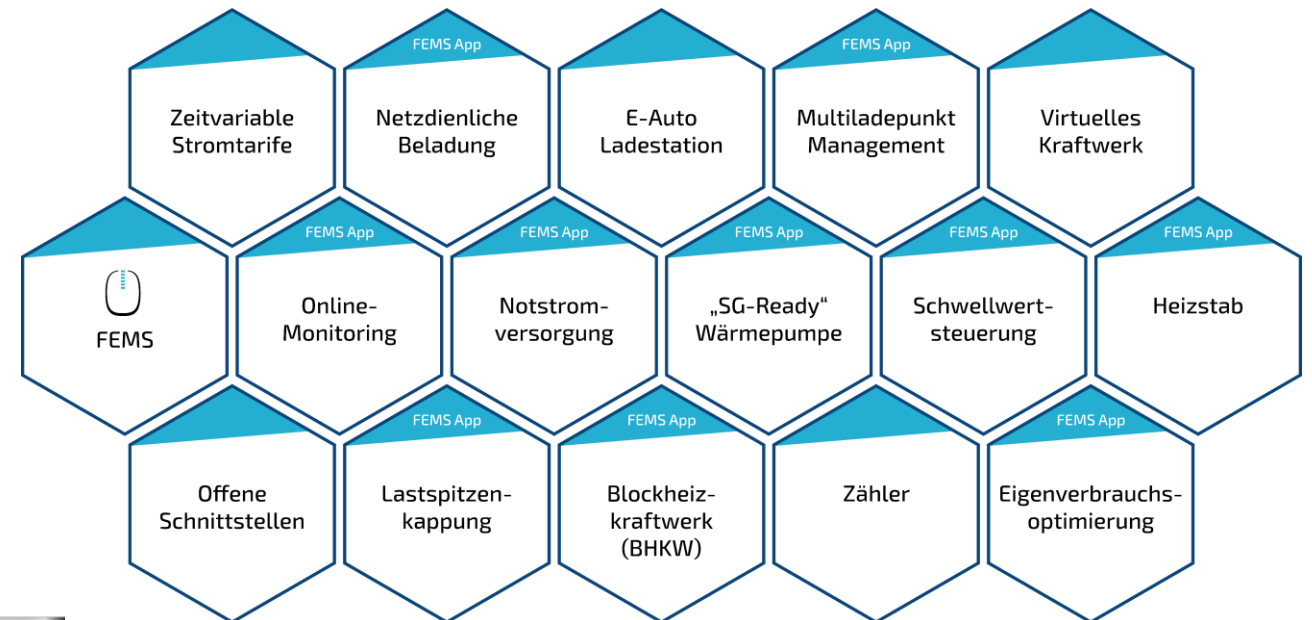 Zeitvariable
Stromtarife
FEMS App
Netzdienliche
Beladung
E-Auto
Ladestation
FEMS App
Multiladepunkt
Management
Virtuelles
Kraftwerk
FEMS
FEMS App
Online-
Monitoring
FEMS App
Notstrom-
versorgung
FEMS App
„SG-Ready“
Wärmepumpe
FEMS App
Schwellwert-
steuerung
FEMS App
Heizstab
Offene
Schnittstellen
FEMS App
Lastspitzen-
kappung
FEMS App
Blockheiz-
kraftwerk
(BHKW)
Zähler
FEMS App
Eigenverbrauchs-
optimierung